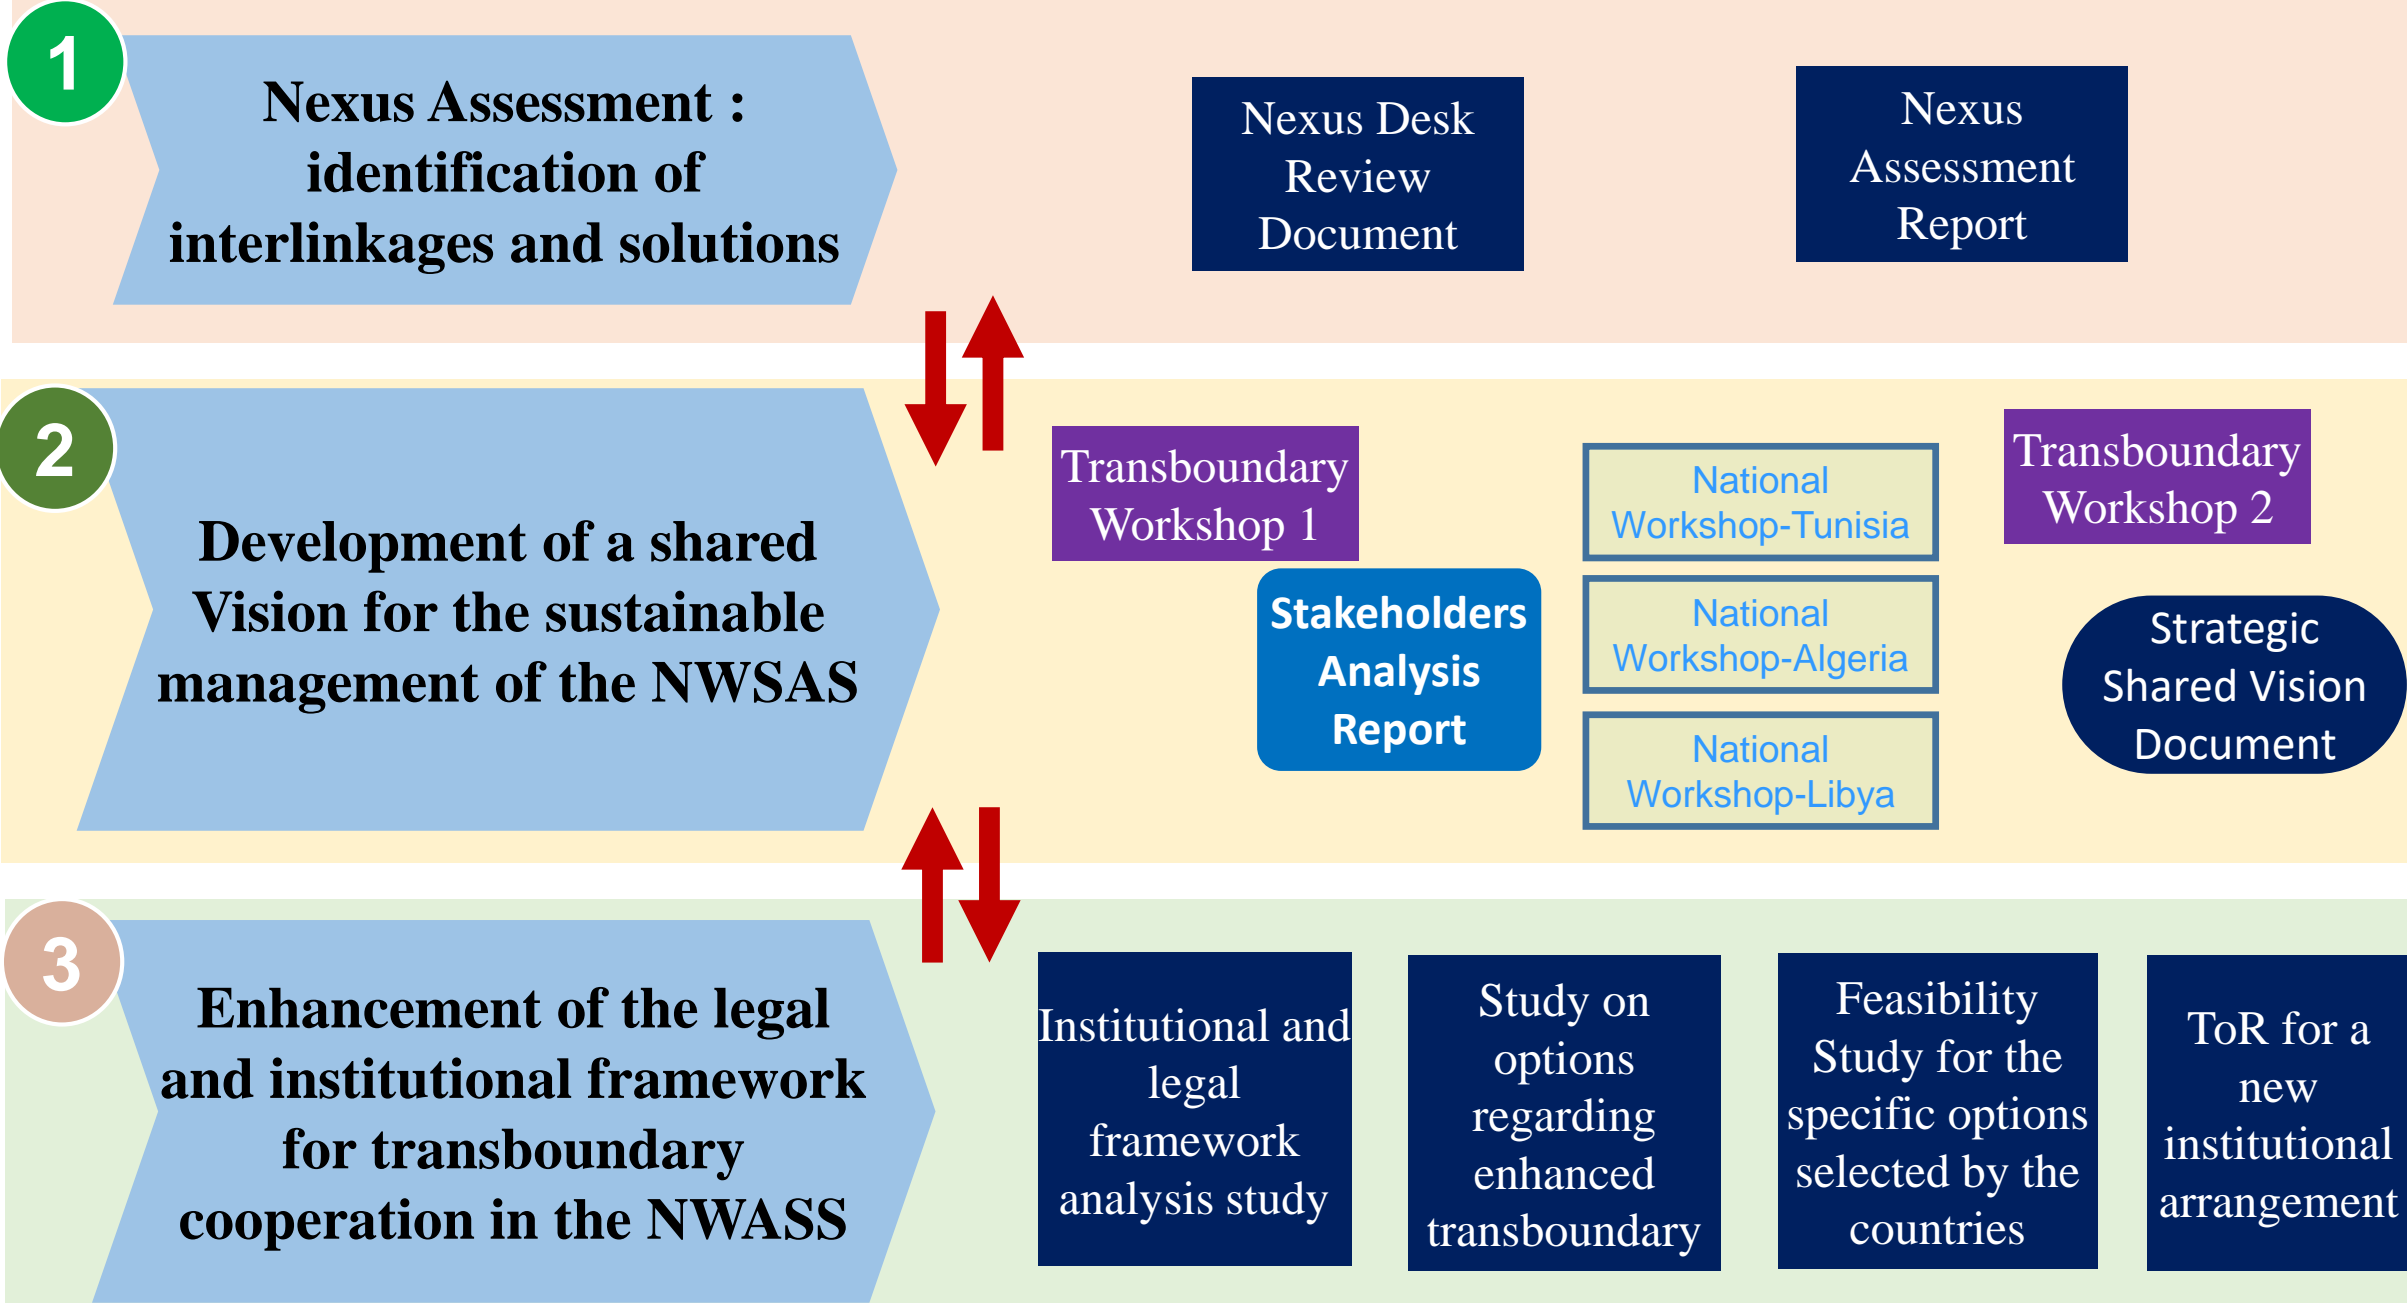 1
Nexus Assessment :
identification of
interlinkages and solutions
Nexus Desk
Review
Document
Nexus
Assessment
Report
2
Development of a shared
Vision for the sustainable
management of the NWSAS
Transboundary
Workshop 1
Stakeholders
Analysis
Report
National
Workshop-Tunisia
National
Workshop-Algeria
National
Workshop-Libya
Transboundary
Workshop 2
Strategic
Shared Vision
Document
3
Enhancement of the legal
and institutional framework
for transboundary
cooperation in the NWASS
Institutional and
legal
framework
analysis study
Study on
options
regarding
enhanced
transboundary
Feasibility
Study for the
specific options
selected by the
countries
ToR for a
new
institutional
arrangement